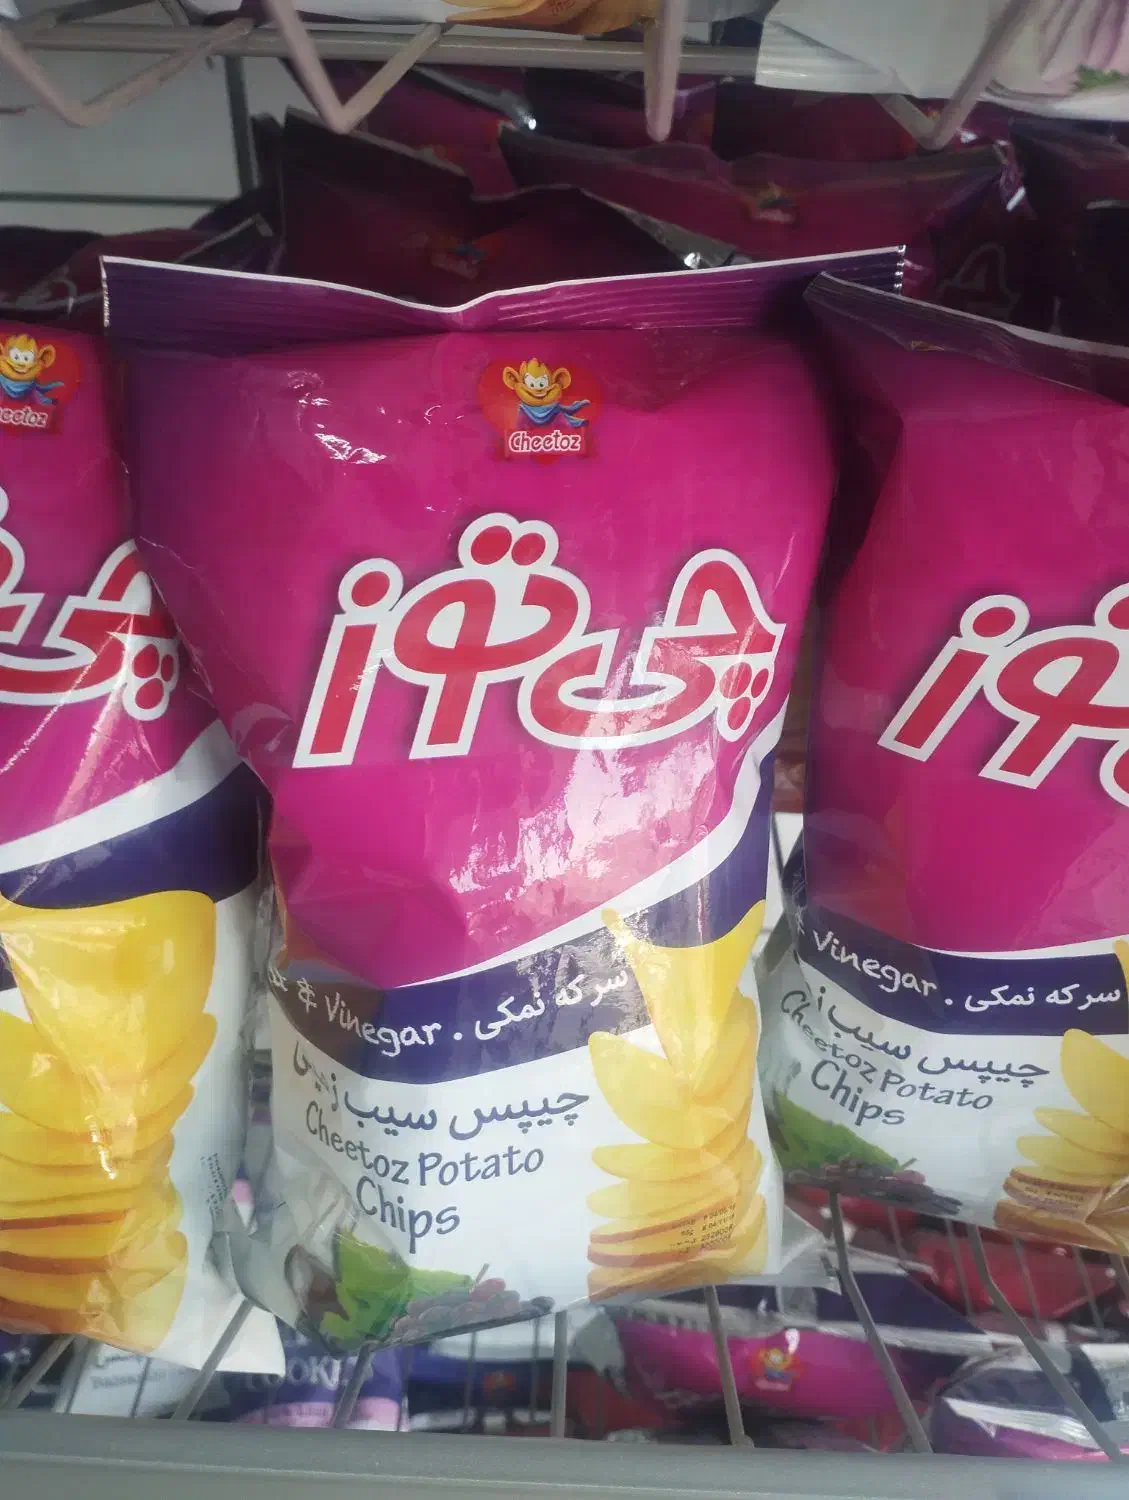 Cheetoz
چی‌توز
& Vinegar . سرکه نمکی
چیپس سیب زمینی
Cheetoz Potato
Chips
Vinegar . سرکه نمکی
چیپس سیب
Cheetoz Potato
Chips